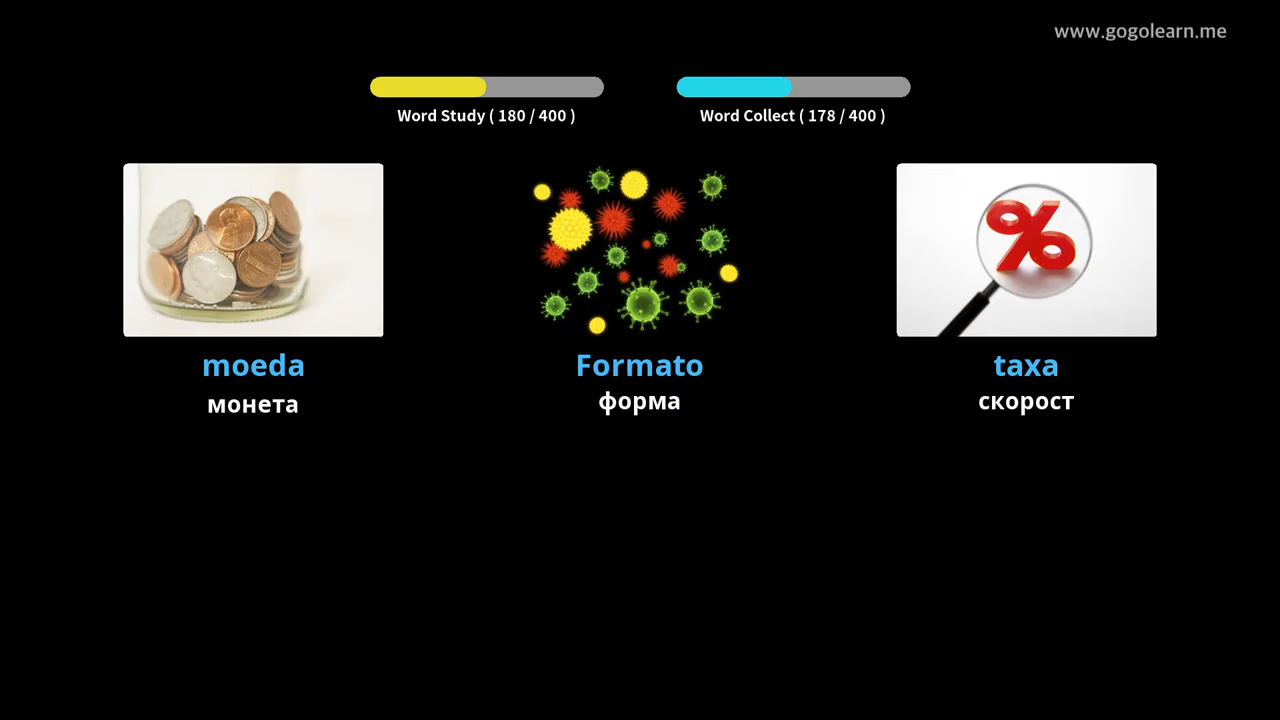 www.gogolearn.me
Word Study ( 180 / 400 )
Word Collect ( 178 / 400 )
moeda
Formato
taxa
монета
форма
скорост